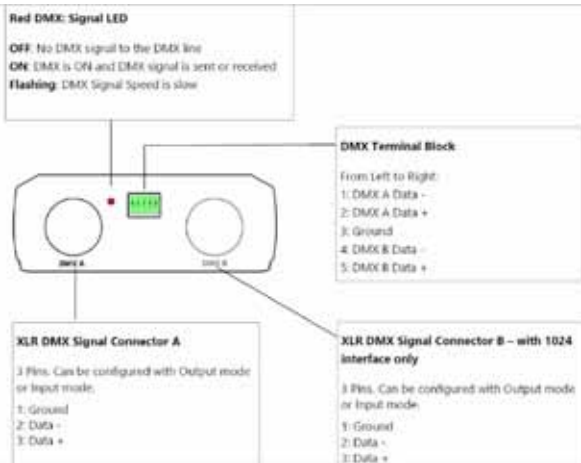 Red DMX: Signal LED
OFF: No DMX signal to the DMX line
ON: DMX is ON and DMX signal is sent or received
Flashing: DMX Signal Speed is slow
DMX Terminal Block
From Left to Right:
1: DMX A Data -
2: DMX A Data +
3: Ground
4: DMX B Data -
5: DMX B Data +
DMX A
DMX B
XLR DMX Signal Connector A
3 Pins. Can be configured with Output mode
or Input mode.
1: Ground
2: Data -
3: Data +
XLR DMX Signal Connector B – with 1024
interface only
3 Pins. Can be configured with Output mode
or Input mode.
1: Ground
2: Data -
3: Data +